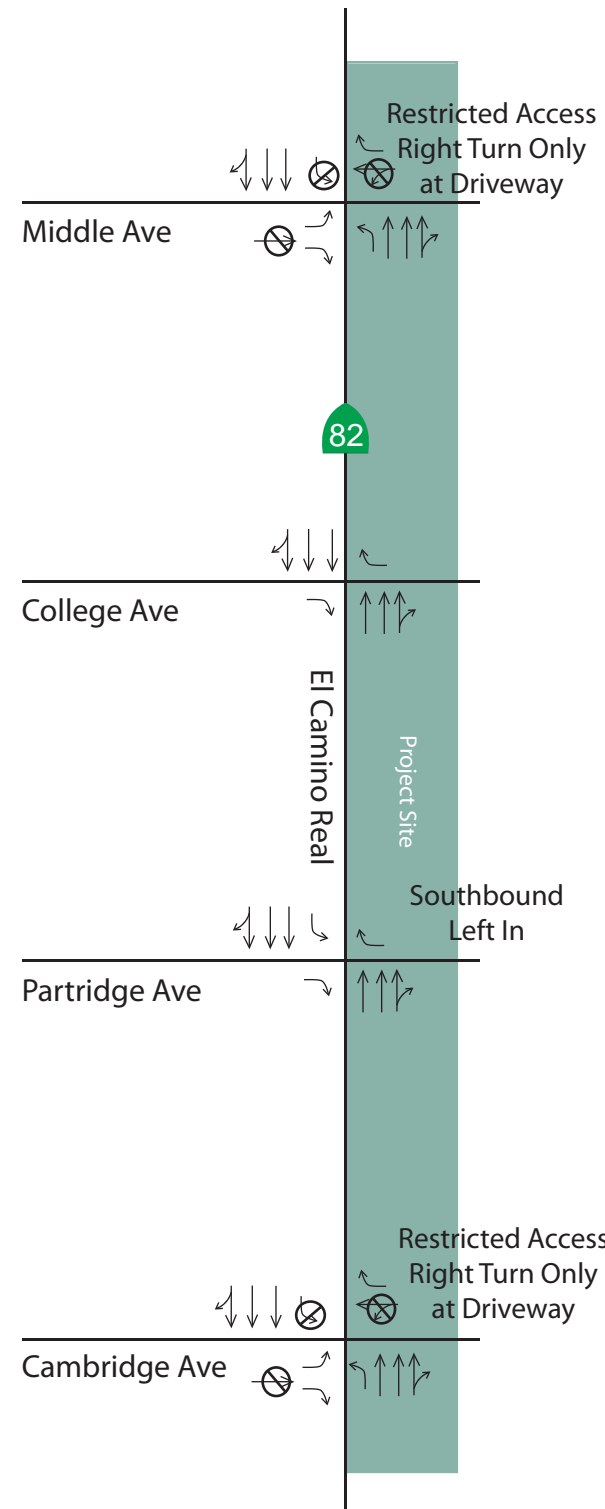 Restricted Access
Right Turn Only
at Driveway
Middle Ave
82
College Ave
El Camino Real
Project Site
Southbound
Left In
Partridge Ave
Restricted Access
Right Turn Only
at Driveway
Cambridge Ave